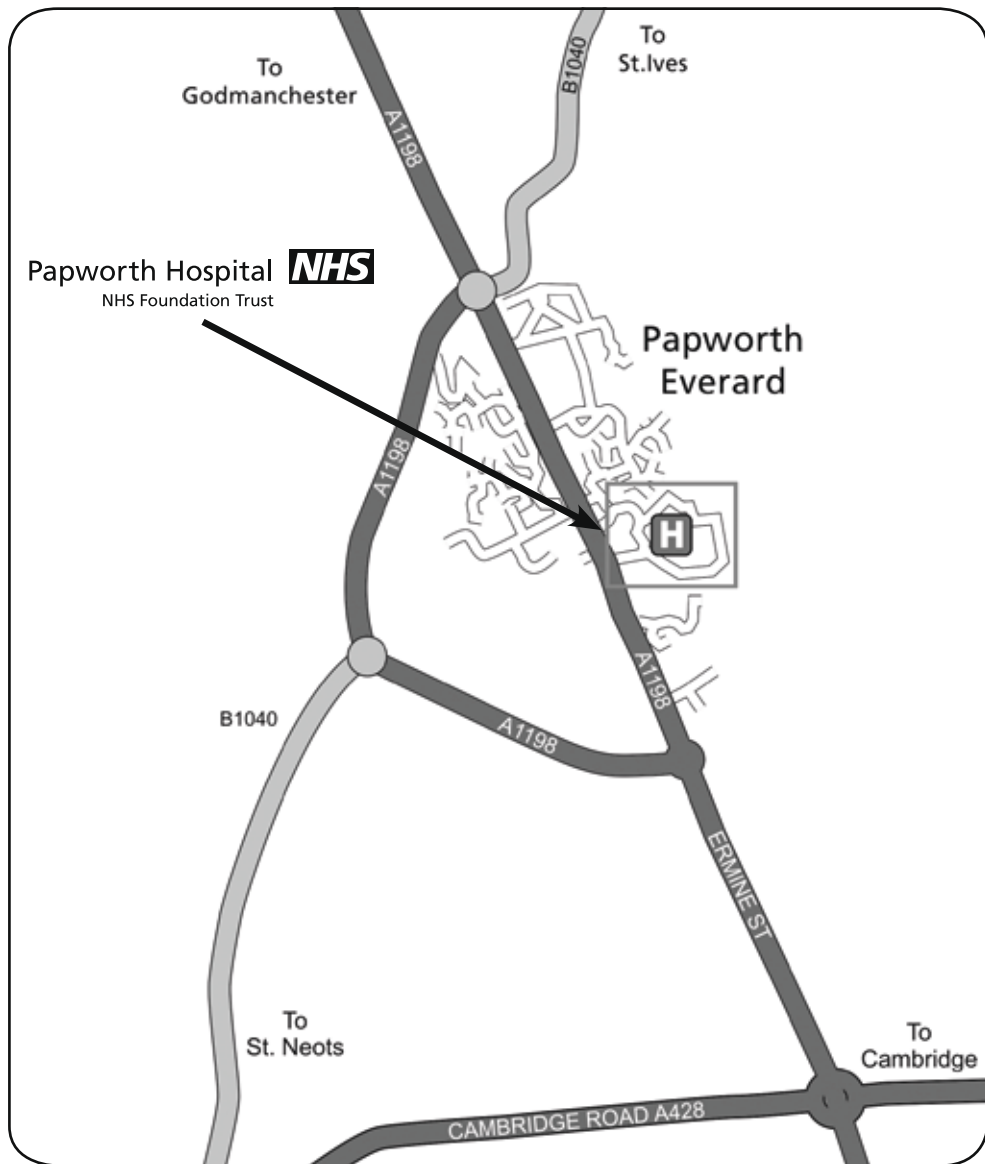 To
St.Ives
B1040
To
Godmanchester
A1198
Papworth Hospital NHS
NHS Foundation Trust
Papworth
Everard
A1198
H
A1198
B1040
A1198
ERMINE ST
To
St. Neots
To
Cambridge
CAMBRIDGE ROAD A428